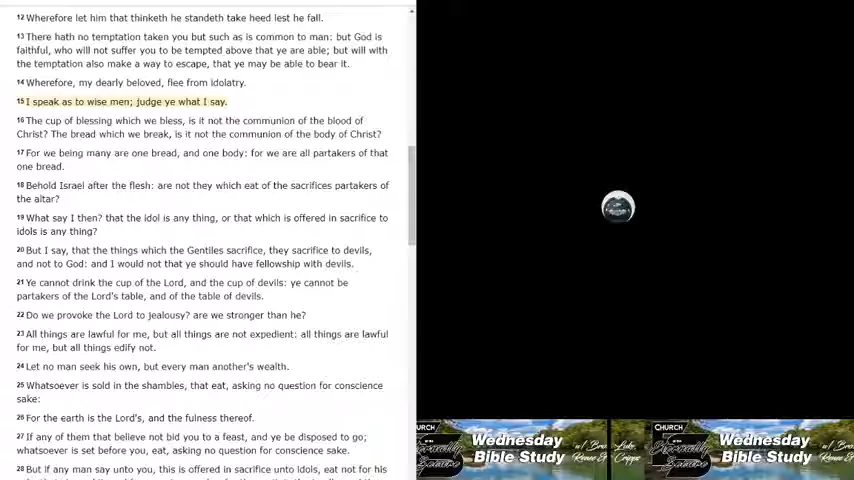 12 Wherefore let him that thinketh he standeth take heed lest he fall.
13 There hath no temptation taken you but such as is common to man: but God is
faithful, who will not suffer you to be tempted above that ye are able; but will with
the temptation also make a way to escape, that ye may be able to bear it.
14 Wherefore, my dearly beloved, flee from idolatry.
15 I speak as to wise men; judge ye what I say.
16 The cup of blessing which we bless, is it not the communion of the blood of
Christ? The bread which we break, is it not the communion of the body of Christ?
17 For we being many are one bread, and one body: for we are all partakers of that
one bread.
18 Behold Israel after the flesh: are not they which eat of the sacrifices partakers of
the altar?
19 What say I then? that the idol is any thing, or that which is offered in sacrifice to
idols is any thing?
20 But I say, that the things which the Gentiles sacrifice, they sacrifice to devils,
and not to God: and I would not that ye should have fellowship with devils.
21 Ye cannot drink the cup of the Lord, and the cup of devils: ye cannot be
partakers of the Lord's table, and of the table of devils.
22 Do we provoke the Lord to jealousy? are we stronger than he?
23 All things are lawful for me, but all things are not expedient: all things are lawful
for me, but all things edify not.
24 Let no man seek his own, but every man another's wealth.
25 Whatsoever is sold in the shambles, that eat, asking no question for conscience
sake:
26 For the earth is the Lord's, and the fulness thereof.
27 If any of them that believe not bid you to a feast, and ye be disposed to go;
whatsoever is set before you, eat, asking no question for conscience sake.
28 But if any man say unto you, this is offered in sacrifice unto idols, eat not for his
CHURCH
Eternally
Secure
Wednesday
Bible Study
w/ Bro
Renee
Luke
Cripps
CHURCH
Eternally
Secure
Wednesday
Bible Study
w/ Bro
Renee